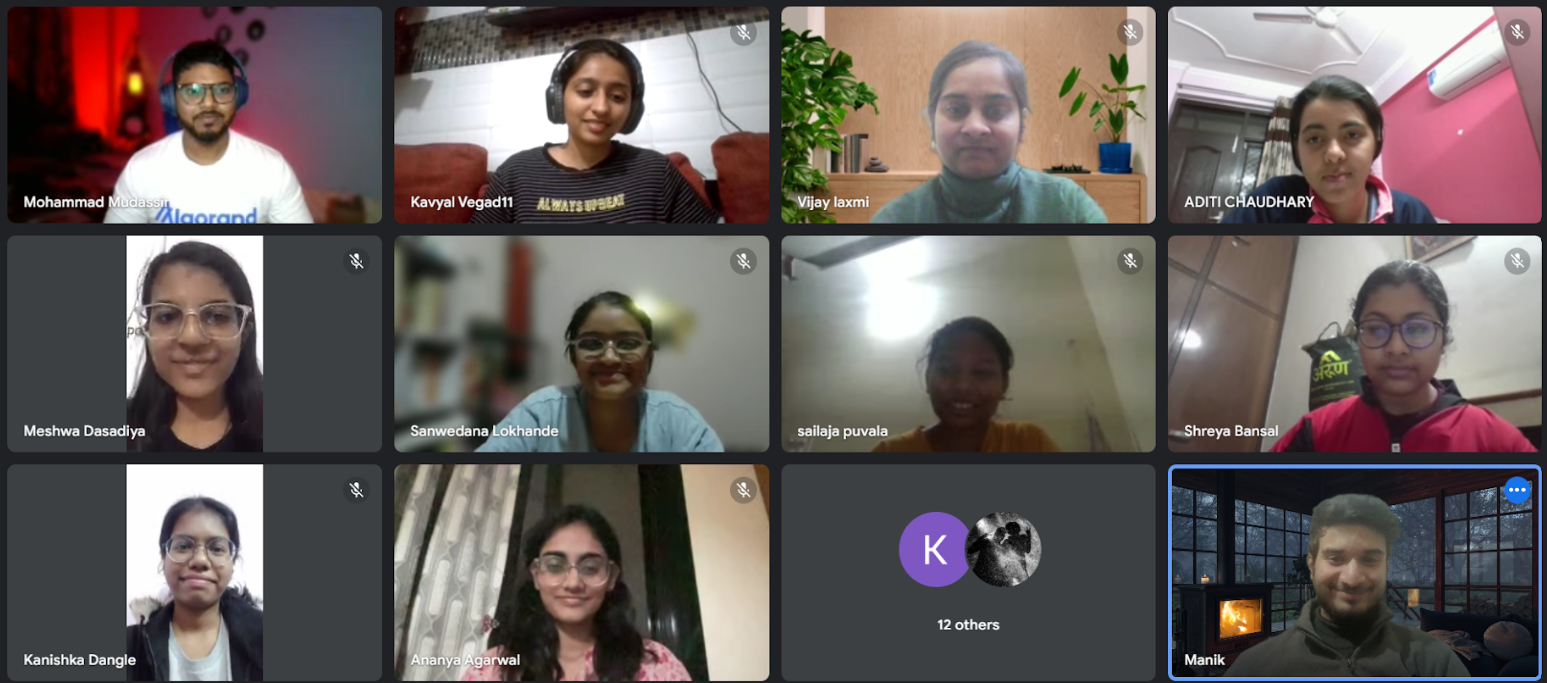 Mohammad Mudassir
Algorand
Kavyal Vegad11
ALWAYS UPBEAT
Vijay laxmi
ADITI CHAUDHARY
Meshwa Dasadiya
Sanwedana Lokhande
sailaja puvala
Shreya Bansal
अरुण
Kanishka Dangle
Ananya Agarwal
K
12 others
Manik